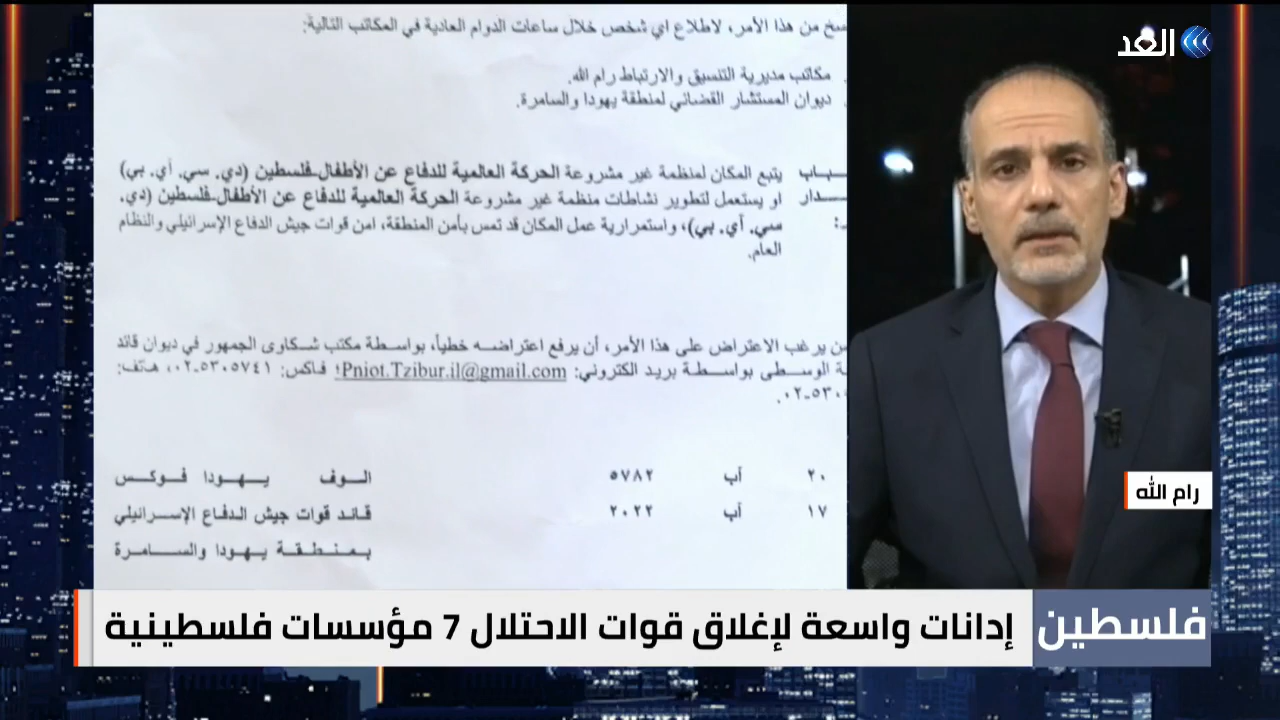 الغد
نسخ من هذا الأمر، لاطلاع اي شخص خلال ساعات الدوام العادية في المكاتب التالية:
مكاتب مديرية التنسيق والارتباط رام الله.
ديوان المستشار القضائي لمنطقة يهودا والسامرة.
يتبع المكان لمنظمة غير مشروعة الحركة العالمية للدفاع عن الأطفال-فلسطين (دي. سي. أي. بي)
او يستعمل لتطوير نشاطات منظمة غير مشروعة الحركة العالمية للدفاع عن الأطفال-فلسطين (دي.
سي. أي. بي)، واستمرارية عمل المكان قد تمس بأمن المنطقة، امن قوات جيش الدفاع الإسرائيلي والنظام
العام.
من يرغب الاعتراض على هذا الأمر، أن يرفع اعتراضه خطياً، بواسطة مكتب شكاوى الجمهور في ديوان قائد
الوسطى بواسطة بريد الكتروني: Pniot.Tzibur.il@gmail.com؛ فاكس: ٠٢-٥٣٠٥٧٤١، هاتف:
٢٠ آب ٥٧٨٢ الوف يهودا فوكس
١٧ آب ٢٠٢٢ قائد قوات جيش الدفاع الإسرائيلي
بمنطقة يهودا والسامرة
رام الله
فلسطين
إدانات واسعة لإغلاق قوات الاحتلال 7 مؤسسات فلسطينية